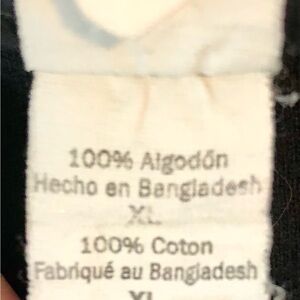 100% Algodón
Hecho en Bangladesh
XL
100% Coton
Fabriqué au Bangladesh
XL